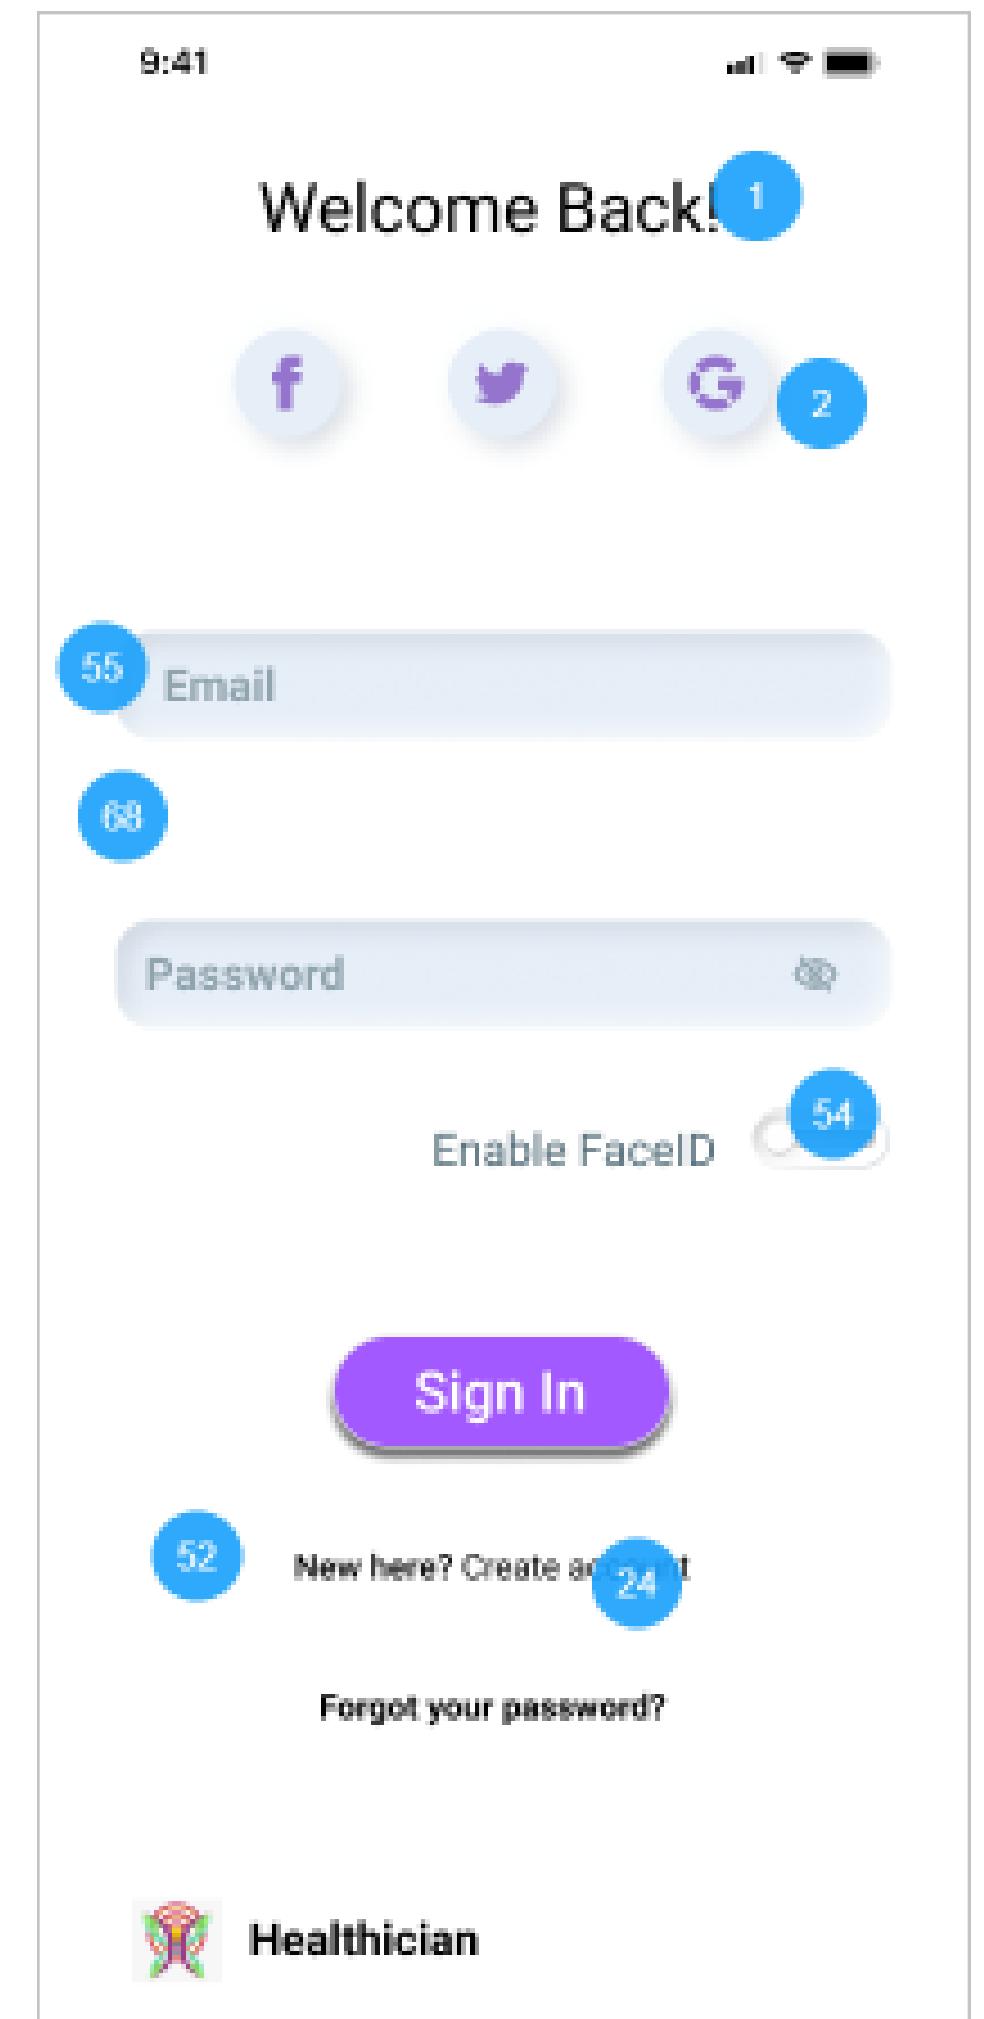 9:41
Welcome Back!
1
f G
2
55
Email
68
Password
54
Enable FaceID
Sign In
52
New here? Create account
24
Forgot your password?
Healthician